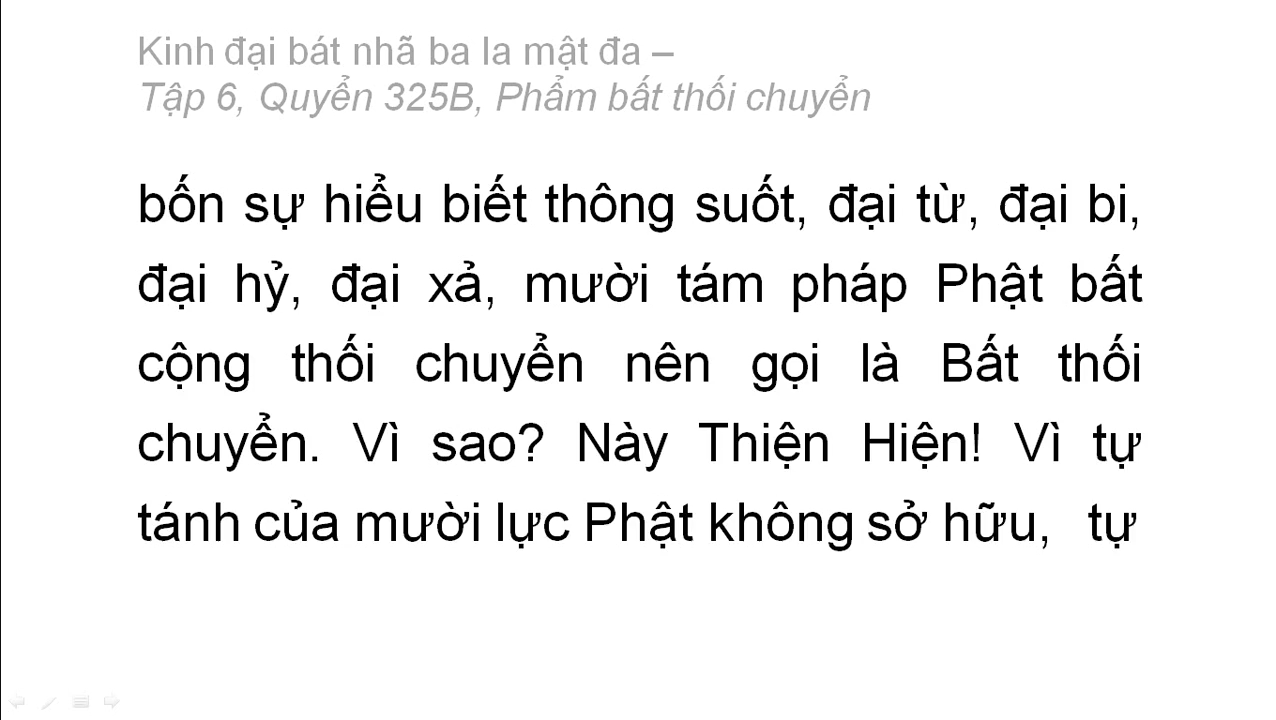 Kinh đại bát nhã ba la mật đa –
Tập 6, Quyển 325B, Phẩm bất thối chuyển
bốn sự hiểu biết thông suốt, đại từ, đại bi,
đại hỷ, đại xả, mười tám pháp Phật bất
cộng thối chuyển nên gọi là Bất thối
chuyển. Vì sao? Này Thiện Hiện! Vì tự
tánh của mười lực Phật không sở hữu, tự